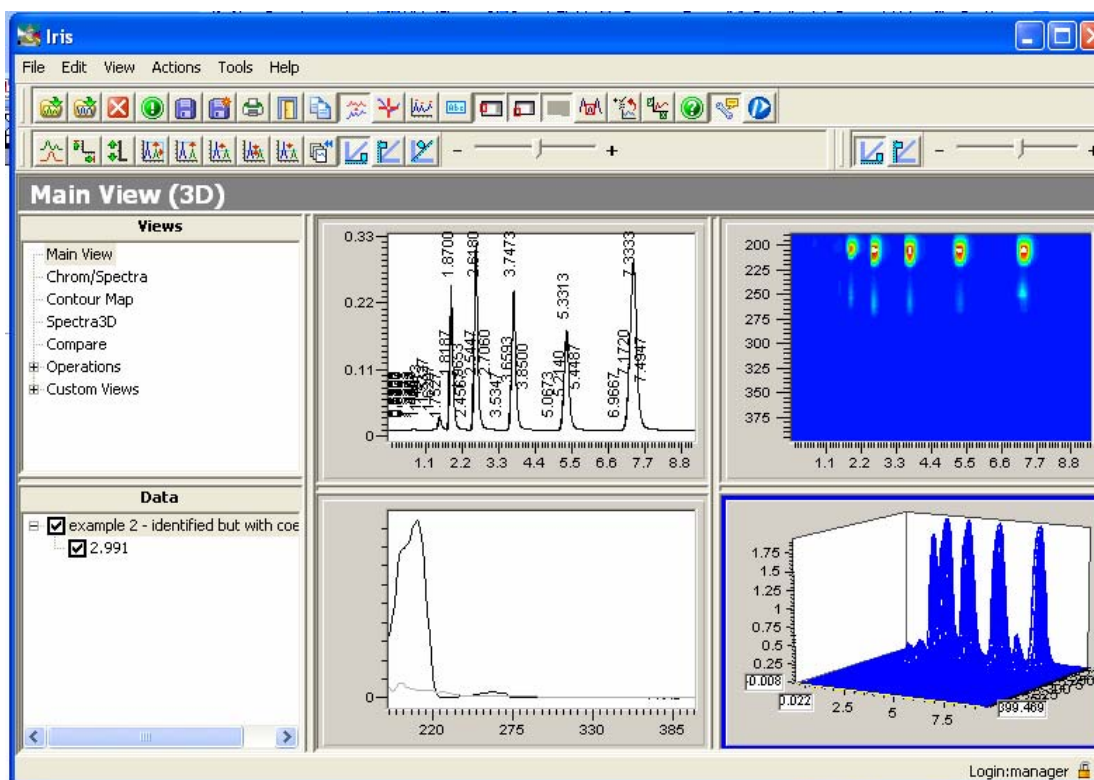 Iris
File Edit View Actions Tools Help
Abc
- +
- +
Main View (3D)
Views
Main View
Chrom/Spectra
Contour Map
Spectra3D
Compare
Operations
Custom Views
Data
example 2 - identified but with coe
2.991
0.33
0.22
0.11
0
1.8187
1.8700
2.5447
2.6180
2.7060
3.5347
3.6593
3.7473
3.8500
5.0673
5.2140
5.3313
5.4487
6.9667
7.1720
7.3333
7.4947
1.1 2.2 3.3 4.4 5.5 6.6 7.7 8.8
200
225
250
275
300
325
350
375
1.1 2.2 3.3 4.4 5.5 6.6 7.7 8.8
0
220 275 330 385
1.75
1.5
1.25
1
0.75
0.5
0.25
-0.008
0.022
2.5 5 7.5
399.469
Login:manager